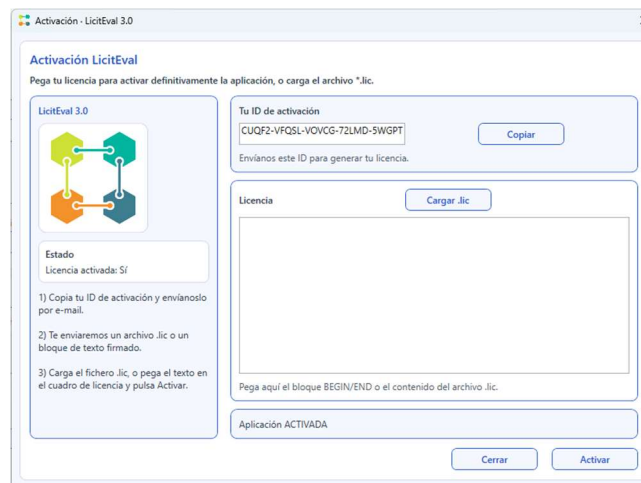 Activación - LicitEval 3.0
Activación LicitEval
Pega tu licencia para activar definitivamente la aplicación, o carga el archivo *.lic.
LicitEval 3.0
Estado
Licencia activada: Sí
1) Copia tu ID de activación y envíanoslo
por e-mail.
2) Te enviaremos un archivo .lic o un
bloque de texto firmado.
3) Carga el fichero .lic, o pega el texto en
el cuadro de licencia y pulsa Activar.
Tu ID de activación
CUQF2-VFQSL-VOVCG-72LMD-5WGPT
Copiar
Envíanos este ID para generar tu licencia.
Licencia
Cargar .lic
Pega aquí el bloque BEGIN/END o el contenido del archivo .lic.
Aplicación ACTIVADA
Cerrar
Activar